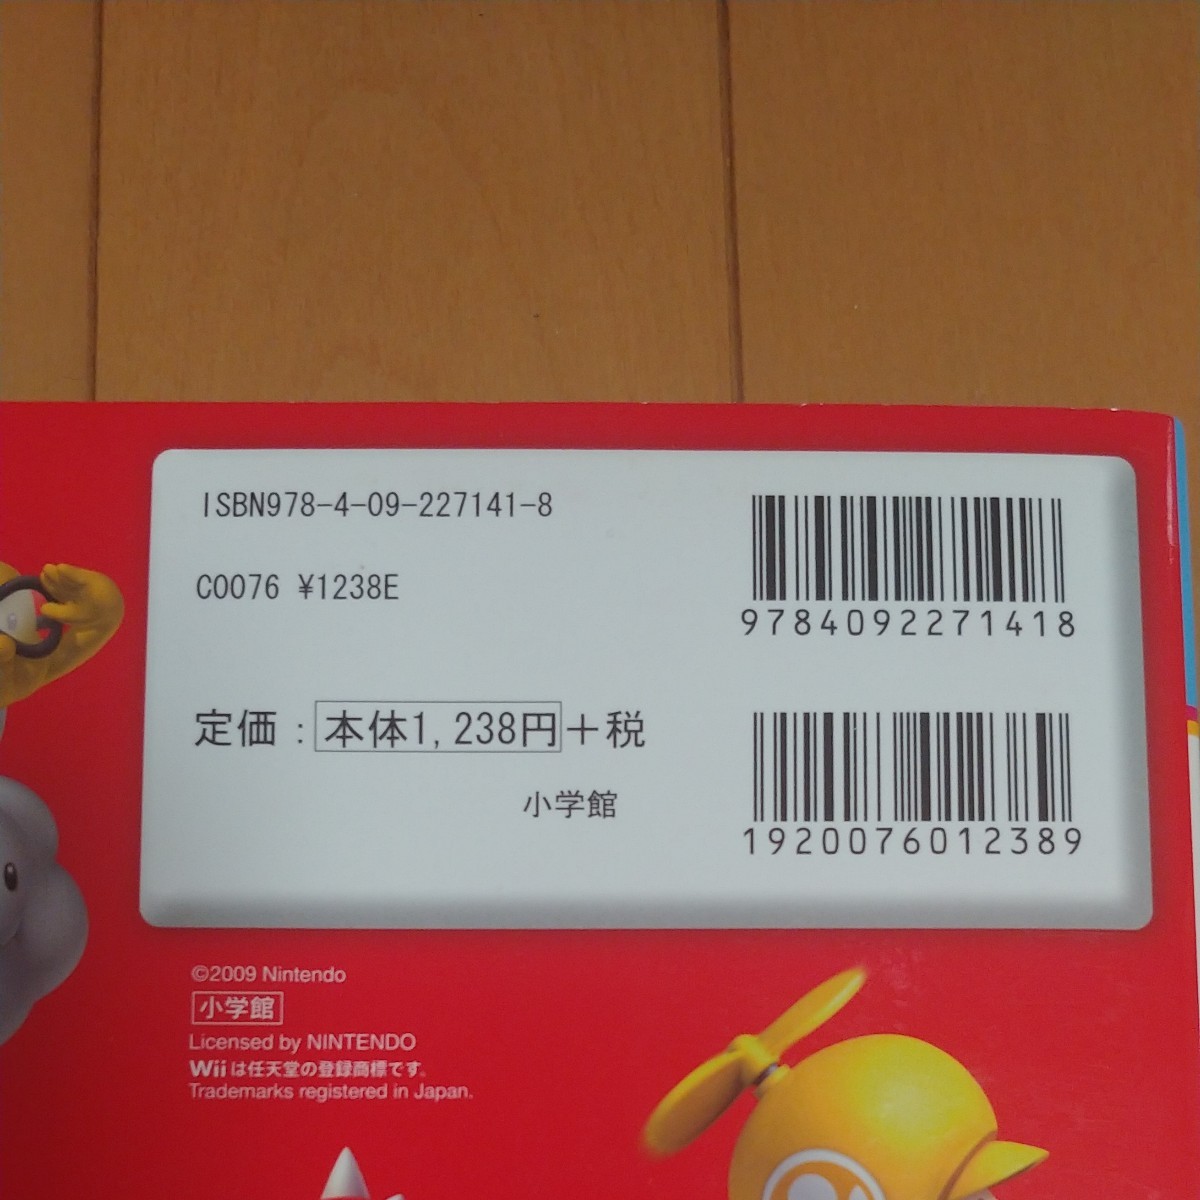 ISBN978-4-09-227141-8
C0076 ¥1238E
9784092271418
定価：本体1,238円＋税
小学館
1920076012389
©2009 Nintendo
小学館
Licensed by NINTENDO
Wiiは任天堂の登録商標です。
Trademarks registered in Japan.